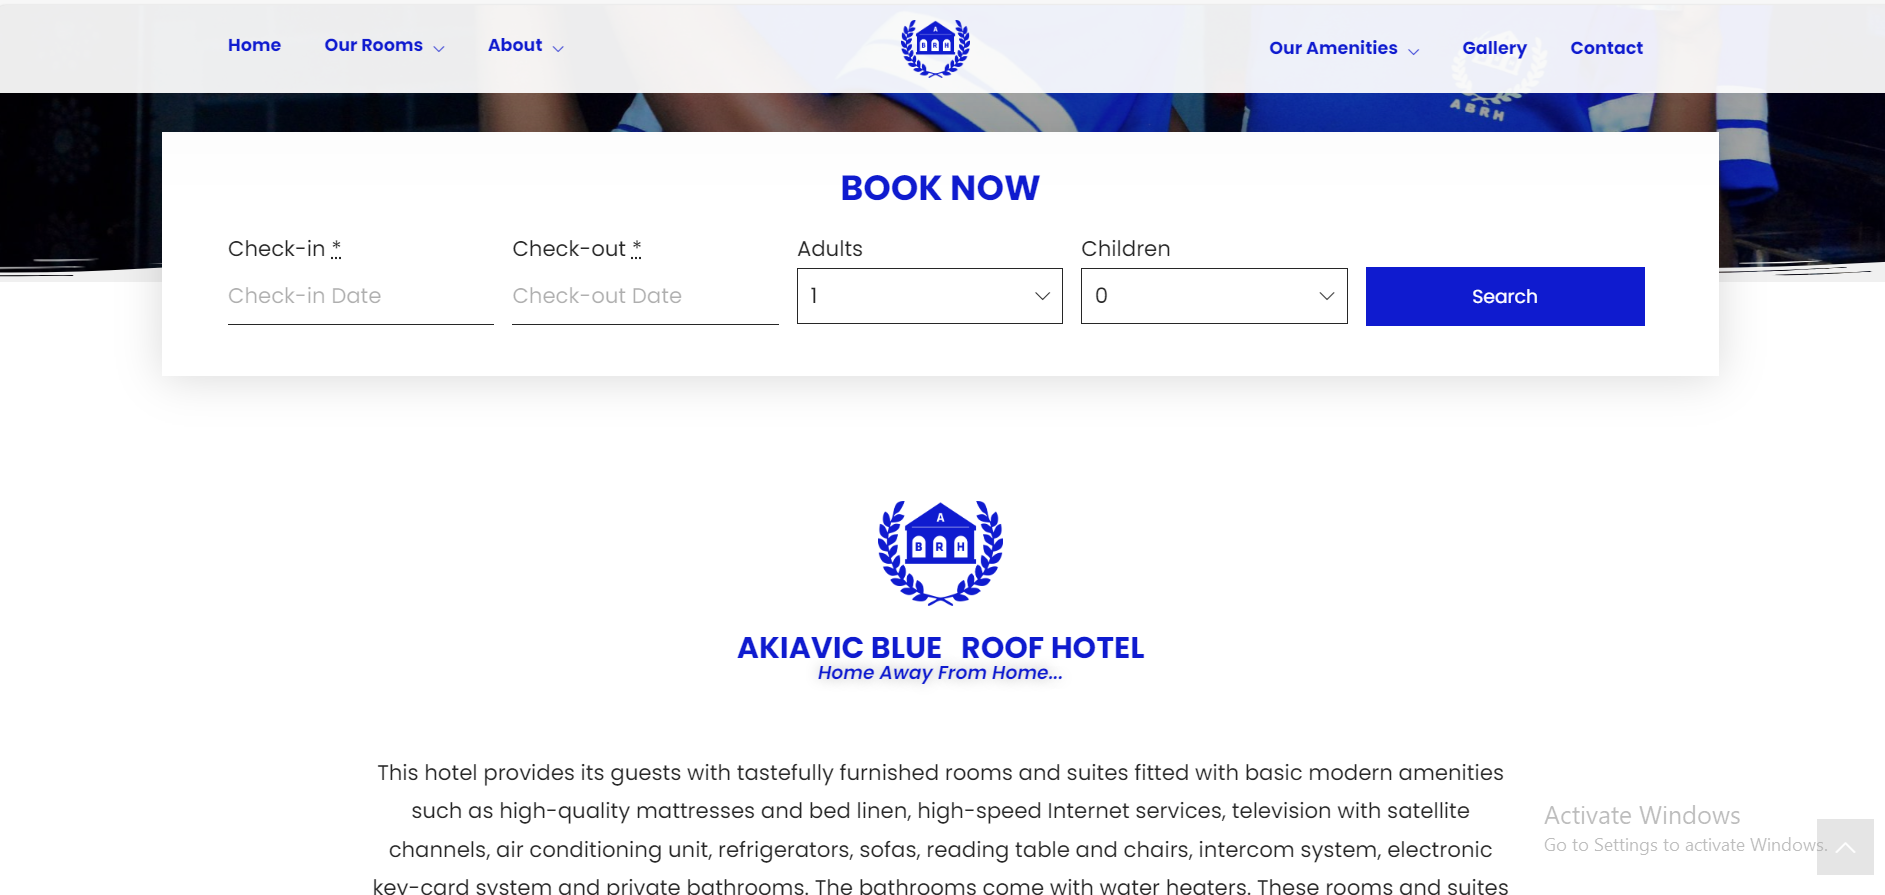 Home Our Rooms About A B R H Our Amenities Gallery Contact
ABRH
BOOK NOW
Check-in * Check-out * Adults Children
Check-in Date Check-out Date 1 0 Search
A
B R H
AKIAVIC BLUE ROOF HOTEL
Home Away From Home...
This hotel provides its guests with tastefully furnished rooms and suites fitted with basic modern amenities
such as high-quality mattresses and bed linen, high-speed Internet services, television with satellite
channels, air conditioning unit, refrigerators, sofas, reading table and chairs, intercom system, electronic
key-card system and private bathrooms. The bathrooms come with water heaters. These rooms and suites
Activate Windows
Go to Settings to activate Windows.